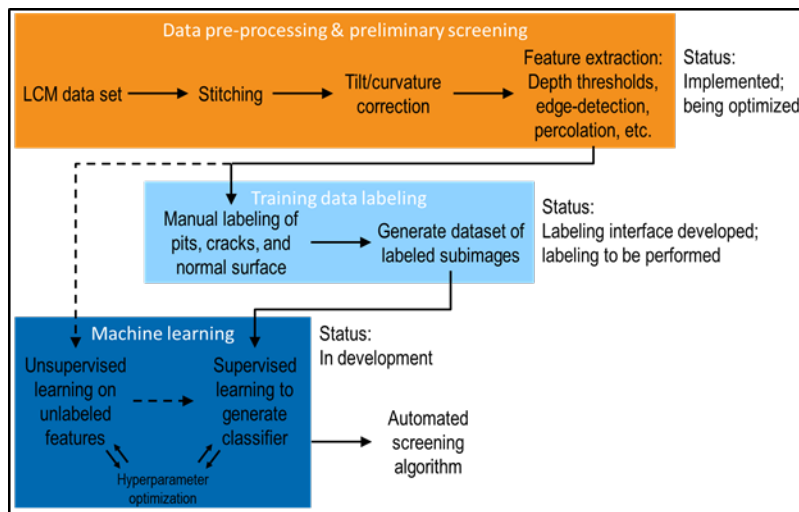 Data pre-processing & preliminary screening
LCM data set
Stitching
Tilt/curvature
correction
Feature extraction:
Depth thresholds,
edge-detection,
percolation, etc.
Status:
Implemented;
being optimized
Training data labeling
Manual labeling of
pits, cracks, and
normal surface
Generate dataset of
labeled subimages
Status:
Labeling interface developed;
labeling to be performed
Machine learning
Unsupervised
learning on
unlabeled
features
Supervised
learning to
generate
classifier
Hyperparameter
optimization
Status:
In development
Automated
screening
algorithm